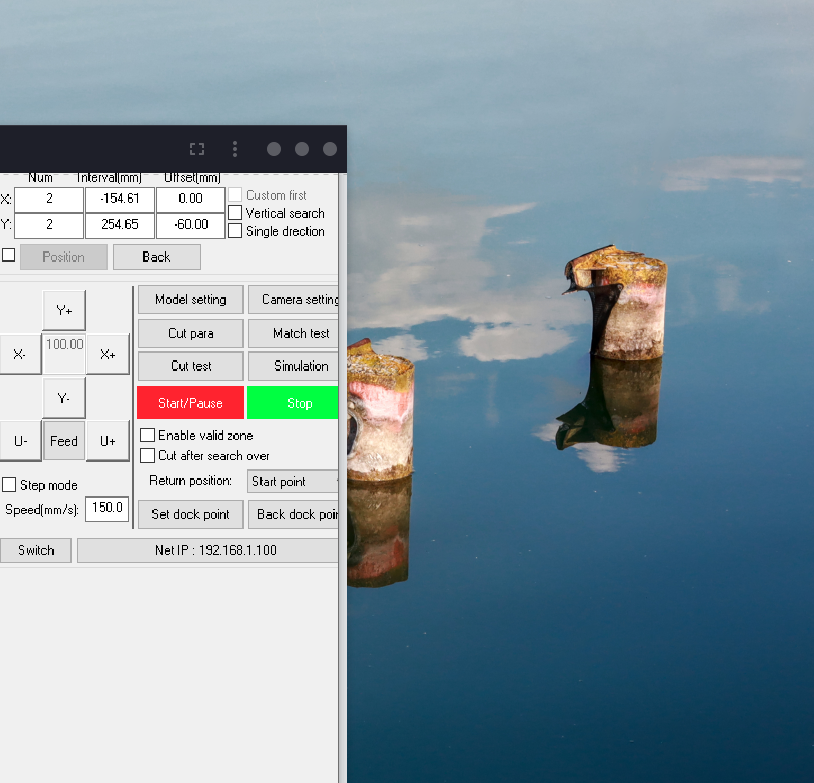 Num Interval(mm) Offset(mm)
X: 2 -154.61 0.00
Custom first
Vertical search
Y: 2 254.65 -60.00
Single drection
Position Back
Y+
X- 100.00 X+
Y-
U- Feed U+
Step mode
Speed(mm/s): 150.0
Model setting Camera setting
Cut para Match test
Cut test Simulation
Start/Pause Stop
Enable valid zone
Cut after search over
Return position: Start point
Set dock point Back dock poin
Switch Net IP : 192.168.1.100